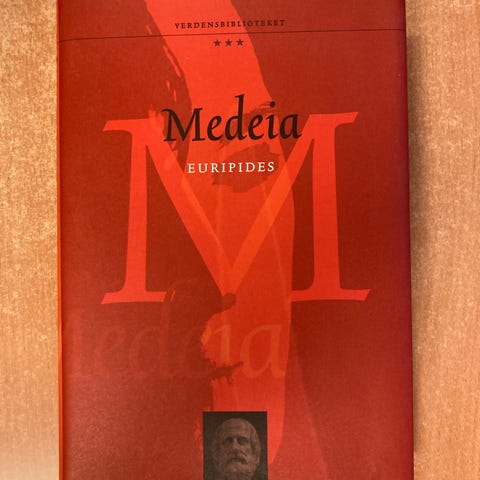 VERDENSBIBLIOTEKET
★★★
Medeia
EURIPIDES
M
Medeia